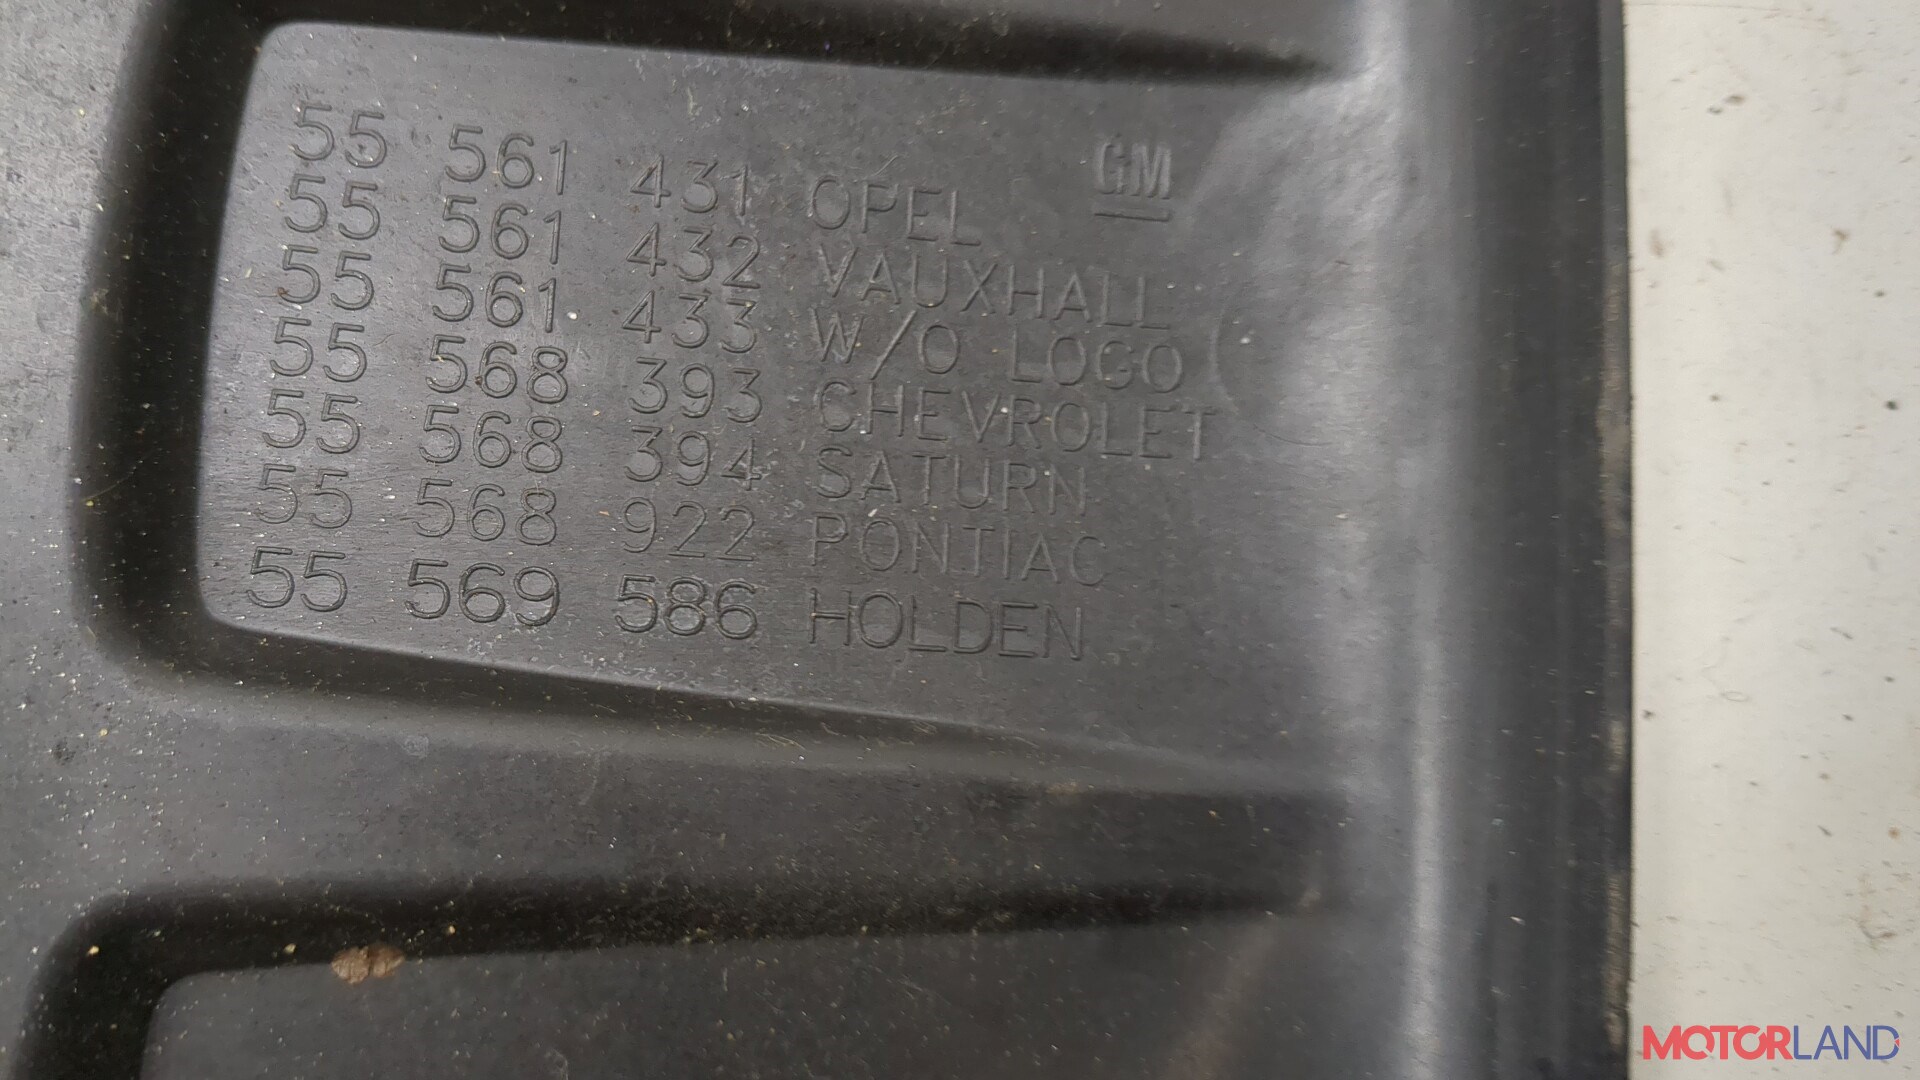 GM
55 561 431 OPEL
55 561 432 VAUXHALL
55 561 433 W/O LOGO
55 568 393 CHEVROLET
55 568 394 SATURN
55 568 922 PONTIAC
55 569 586 HOLDEN
MOTORLAND